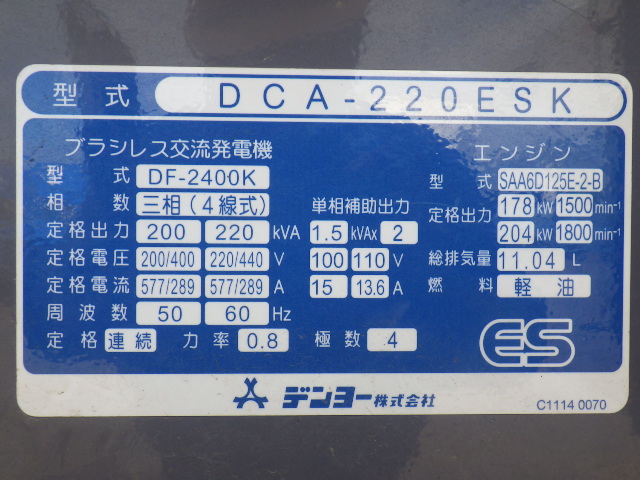 型式 DCA-220ESK
ブラシレス交流発電機
型式 DF-2400K
相数 三相(4線式) 単相補助出力
定格出力 200 220 kVA 1.5 kVAx 2
定格電圧 200/400 220/440 V 100 110 V
定格電流 577/289 577/289 A 15 13.6 A
周波数 50 60 Hz
定格 連続 力率 0.8 極数 4
エンジン
型式 SAA6D125E-2-B
定格出力 178 kW 1500 min⁻¹
204 kW 1800 min⁻¹
総排気量 11.04 L
燃料 軽油
ES
デンヨー株式会社
C1114 0070